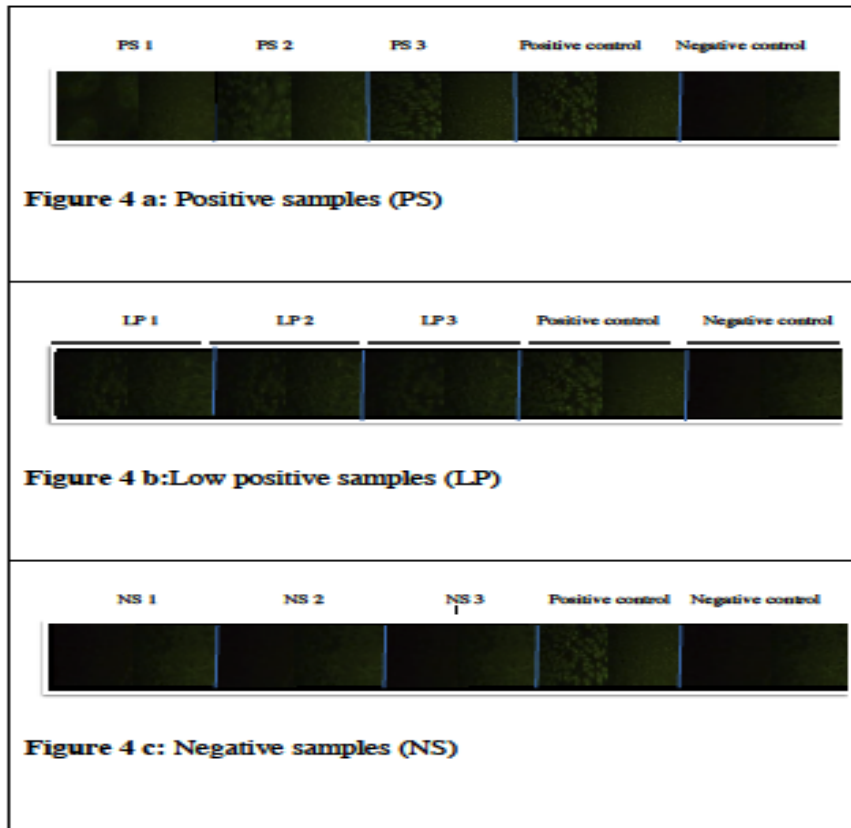 PS 1 PS 2 PS 3 Positive control Negative control
Figure 4 a: Positive samples (PS)
LP 1 LP 2 LP 3 Positive control Negative control
Figure 4 b:Low positive samples (LP)
NS 1 NS 2 NS 3 Positive control Negative control
Figure 4 c: Negative samples (NS)